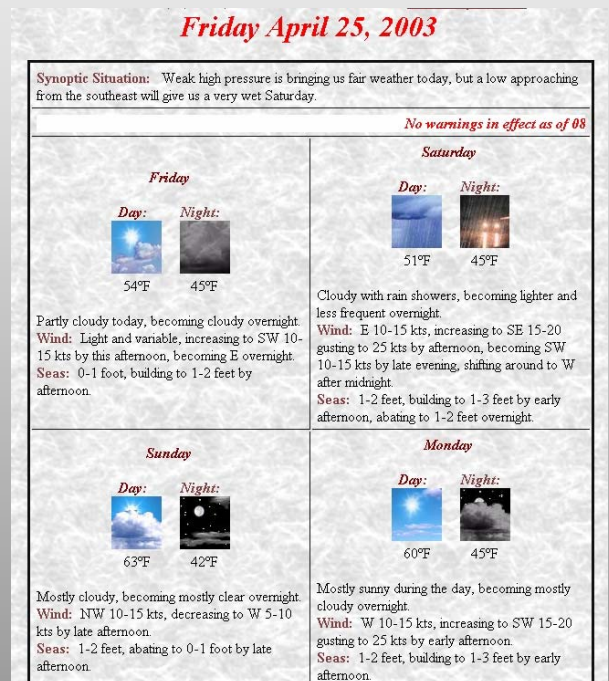 Friday April 25, 2003
Synoptic Situation: Weak high pressure is bringing us fair weather today, but a low approaching
from the southeast will give us a very wet Saturday.
No warnings in effect as of 08
Friday
Day: Night:
54°F 45°F
Partly cloudy today, becoming cloudy overnight.
Wind: Light and variable, increasing to SW 10-
15 kts by this afternoon, becoming E overnight.
Seas: 0-1 foot, building to 1-2 feet by
afternoon.
Saturday
Day: Night:
51°F 45°F
Cloudy with rain showers, becoming lighter and
less frequent overnight.
Wind: E 10-15 kts, increasing to SE 15-20
gusting to 25 kts by afternoon, becoming SW
10-15 kts by late evening, shifting around to W
after midnight.
Seas: 1-2 feet, building to 1-3 feet by early
afternoon, abating to 1-2 feet overnight.
Sunday
Day: Night:
63°F 42°F
Mostly cloudy, becoming mostly clear overnight.
Wind: NW 10-15 kts, decreasing to W 5-10
kts by late afternoon.
Seas: 1-2 feet, abating to 0-1 foot by late
afternoon.
Monday
Day: Night:
60°F 45°F
Mostly sunny during the day, becoming mostly
cloudy overnight.
Wind: W 10-15 kts, increasing to SW 15-20
gusting to 25 kts by early afternoon.
Seas: 1-2 feet, building to 1-3 feet by early
afternoon.